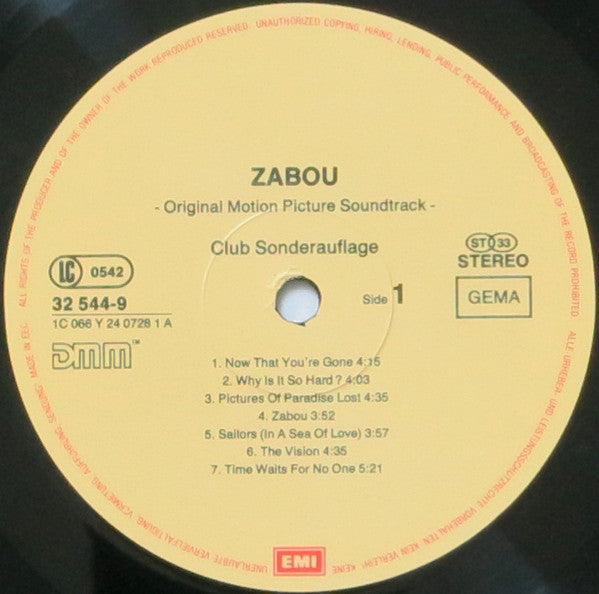 ALL RIGHTS OF THE PRODUCER AND OF THE OWNER OF THE WORK REPRODUCED RESERVED. UNAUTHORIZED COPYING, HIRING, LENDING, PUBLIC PERFORMANCE AND BROADCASTING OF THE RECORD PROHIBITED.
ALLE URHEBER- UND LEISTUNGSSCHUTZRECHTE VORBEHALTEN. KEIN VERLEIH! KEINE UNERLAUBTE VERVIELFÄLTIGUNG, VERMIETUNG, AUFFÜHRUNG, SENDUNG. MADE IN EEC
ZABOU
- Original Motion Picture Soundtrack -
Club Sonderauflage
LC 0542
32 544-9
1C 066 Y 24 0728 1 A
DMM™
ST 33
STEREO
GEMA
Side 1
1. Now That You're Gone 4:15
2. Why Is It So Hard ? 4:03
3. Pictures Of Paradise Lost 4:35
4. Zabou 3:52
5. Sailors (In A Sea Of Love) 3:57
6. The Vision 4:35
7. Time Waits For No One 5:21
EMI